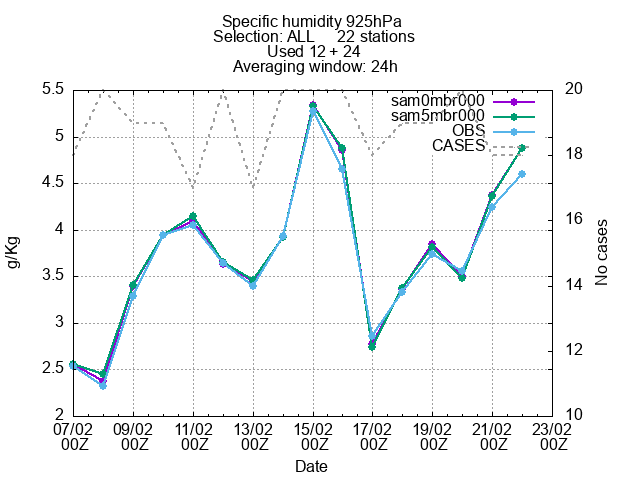 Specific humidity 925hPa
Selection: ALL 22 stations
Used 12 + 24
Averaging window: 24h
5.5
5
4.5
4
3.5
3
2.5
2
g/Kg
20
18
16
14
12
10
No cases
sam0mbr000
sam5mbr000
OBS
CASES
07/02 09/02 11/02 13/02 15/02 17/02 19/02 21/02 23/02
00Z 00Z 00Z 00Z 00Z 00Z 00Z 00Z 00Z
Date